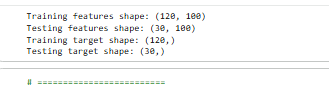 Training features shape: (120, 100)
Testing features shape: (30, 100)
Training target shape: (120,)
Testing target shape: (30,)
# =========================